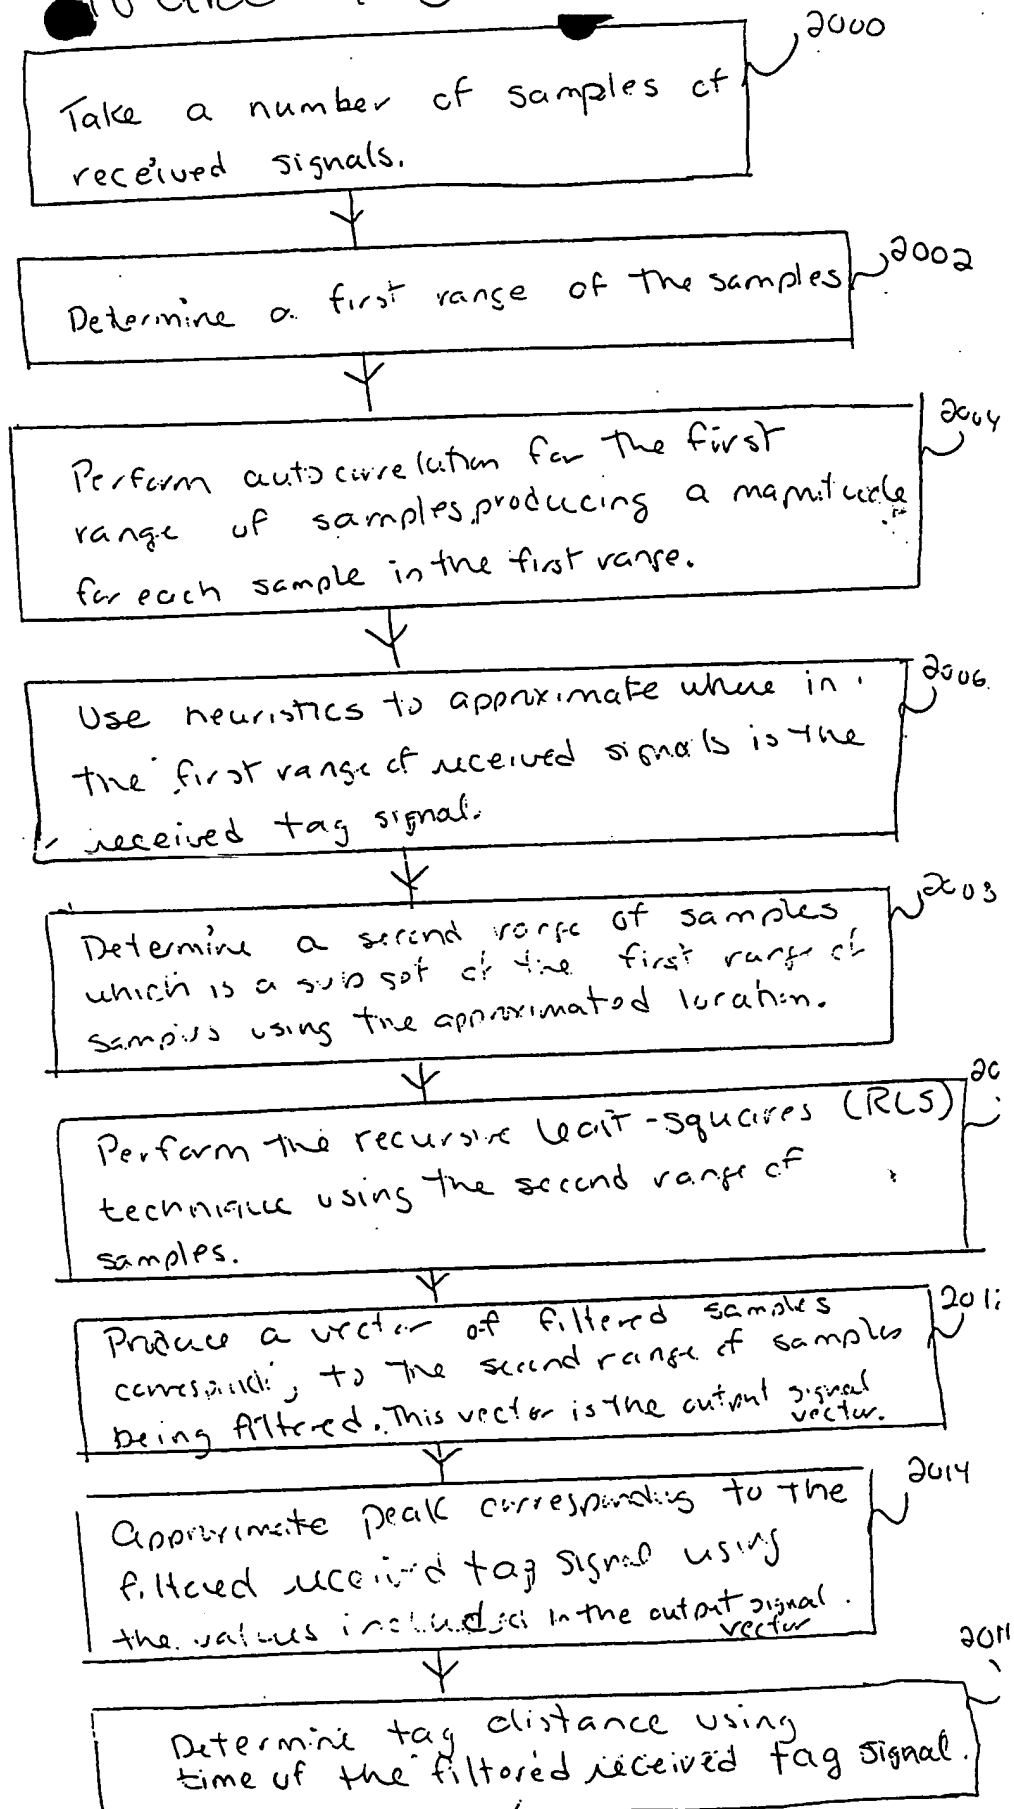 2000
Take a number of samples of
received signals.
2002
Determine a first range of the samples
2004
Perform autocorrelation for the first
range of samples, producing a magnitude
for each sample in the first range.
2006
Use heuristics to approximate where in
the first range of received signals is the
received tag signal.
Determine a second range of samples
which is a subset of the first range of
samples using the approximated location.
20
Perform the recursive least-squares (RLS)
technique using the second range of
samples.
Produce a vector of filtered samples
corresponding to the second range of samples
being filtered. This vector is the output signal
vector.
2014
Approximate peak corresponding to the
filtered received tag signal using
the values included in the output signal
vector
Determine tag distance using
time of the filtered received tag signal.